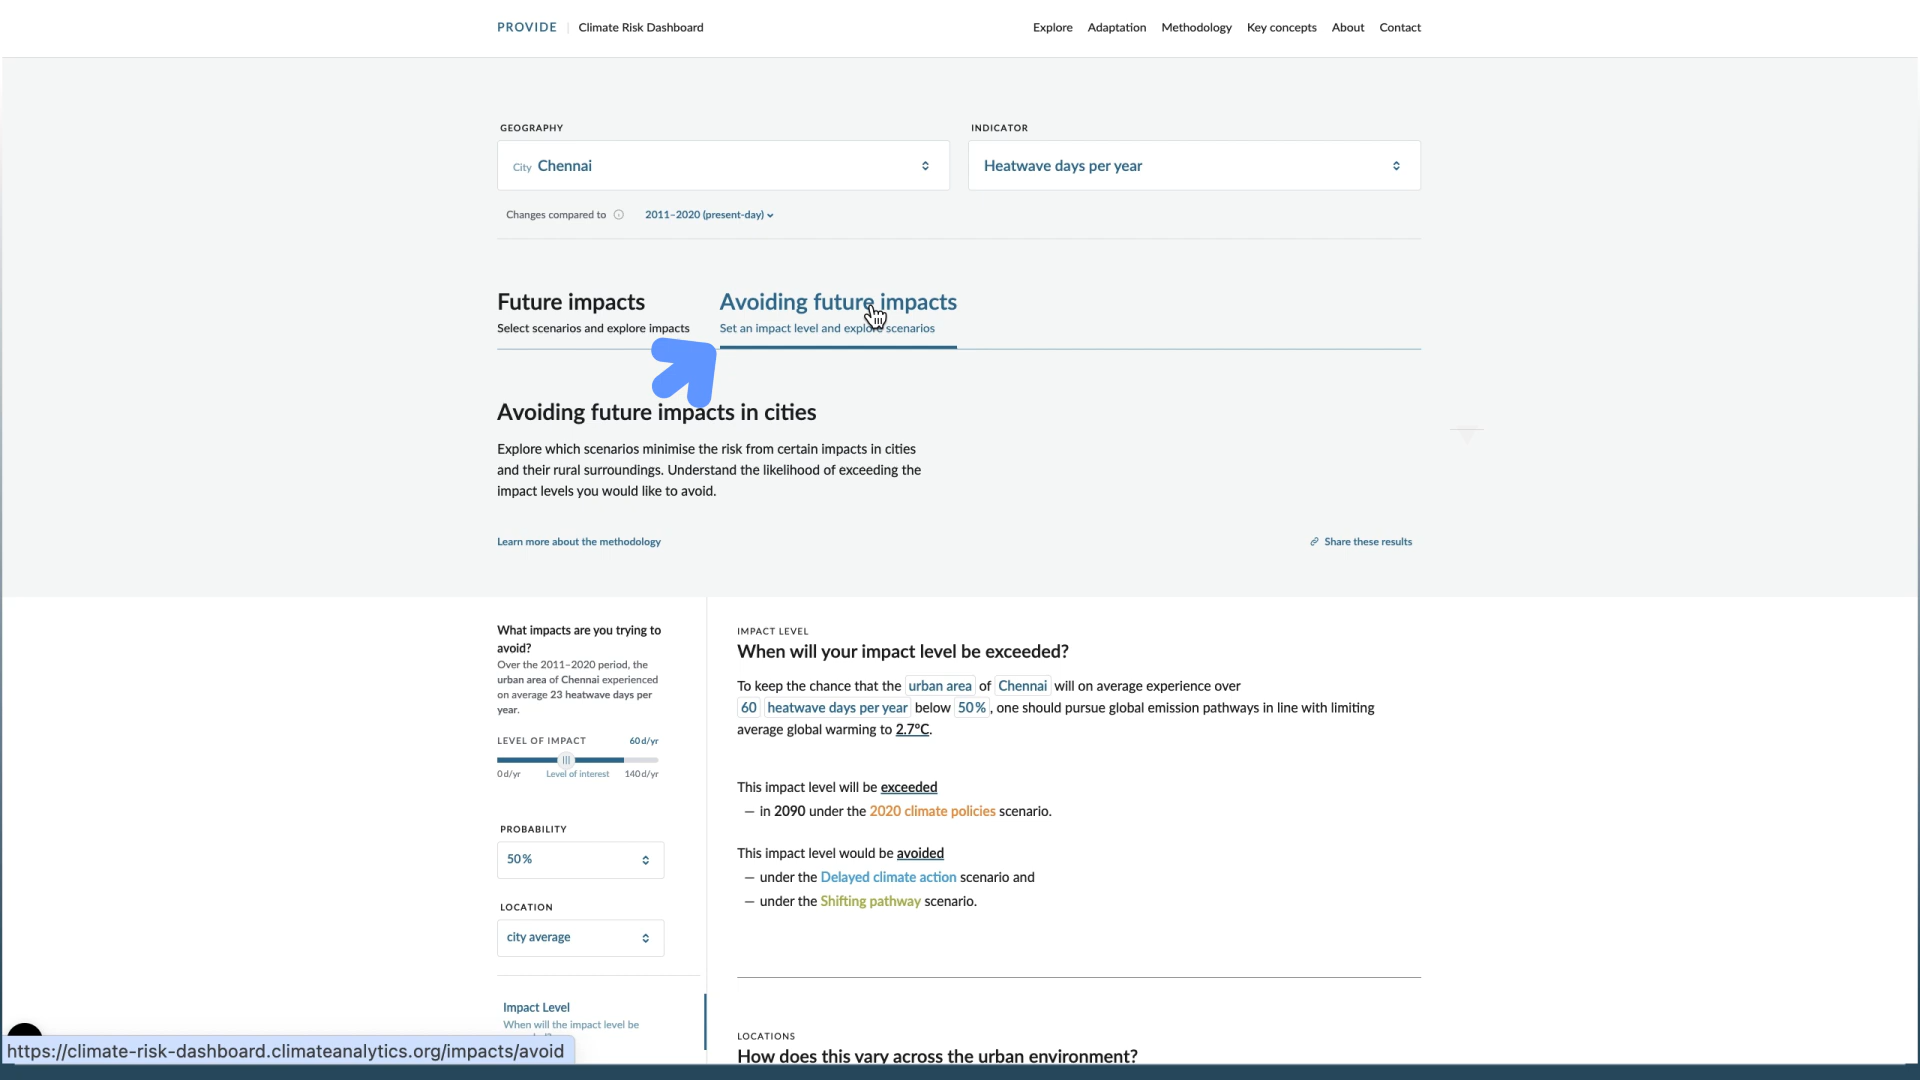 PROVIDE Climate Risk Dashboard Explore Adaptation Methodology Key concepts About Contact
GEOGRAPHY INDICATOR
City Chennai Heatwave days per year
Changes compared to 2011–2020 (present-day)
Future impacts Avoiding future impacts
Select scenarios and explore impacts Set an impact level and explore scenarios
Avoiding future impacts in cities
Explore which scenarios minimise the risk from certain impacts in cities
and their rural surroundings. Understand the likelihood of exceeding the
impact levels you would like to avoid.
Learn more about the methodology Share these results
What impacts are you trying to
avoid?
Over the 2011–2020 period, the
urban area of Chennai experienced
on average 23 heatwave days per
year.
LEVEL OF IMPACT 60 d/yr
0 d/yr Level of interest 140 d/yr
PROBABILITY
50%
LOCATION
city average
Impact Level
When will the impact level be
IMPACT LEVEL
When will your impact level be exceeded?
To keep the chance that the urban area of Chennai will on average experience over
60 heatwave days per year below 50% , one should pursue global emission pathways in line with limiting
average global warming to 2.7°C.
This impact level will be exceeded
— in 2090 under the 2020 climate policies scenario.
This impact level would be avoided
— under the Delayed climate action scenario and
— under the Shifting pathway scenario.
LOCATIONS
How does this vary across the urban environment?
https://climate-risk-dashboard.climateanalytics.org/impacts/avoid